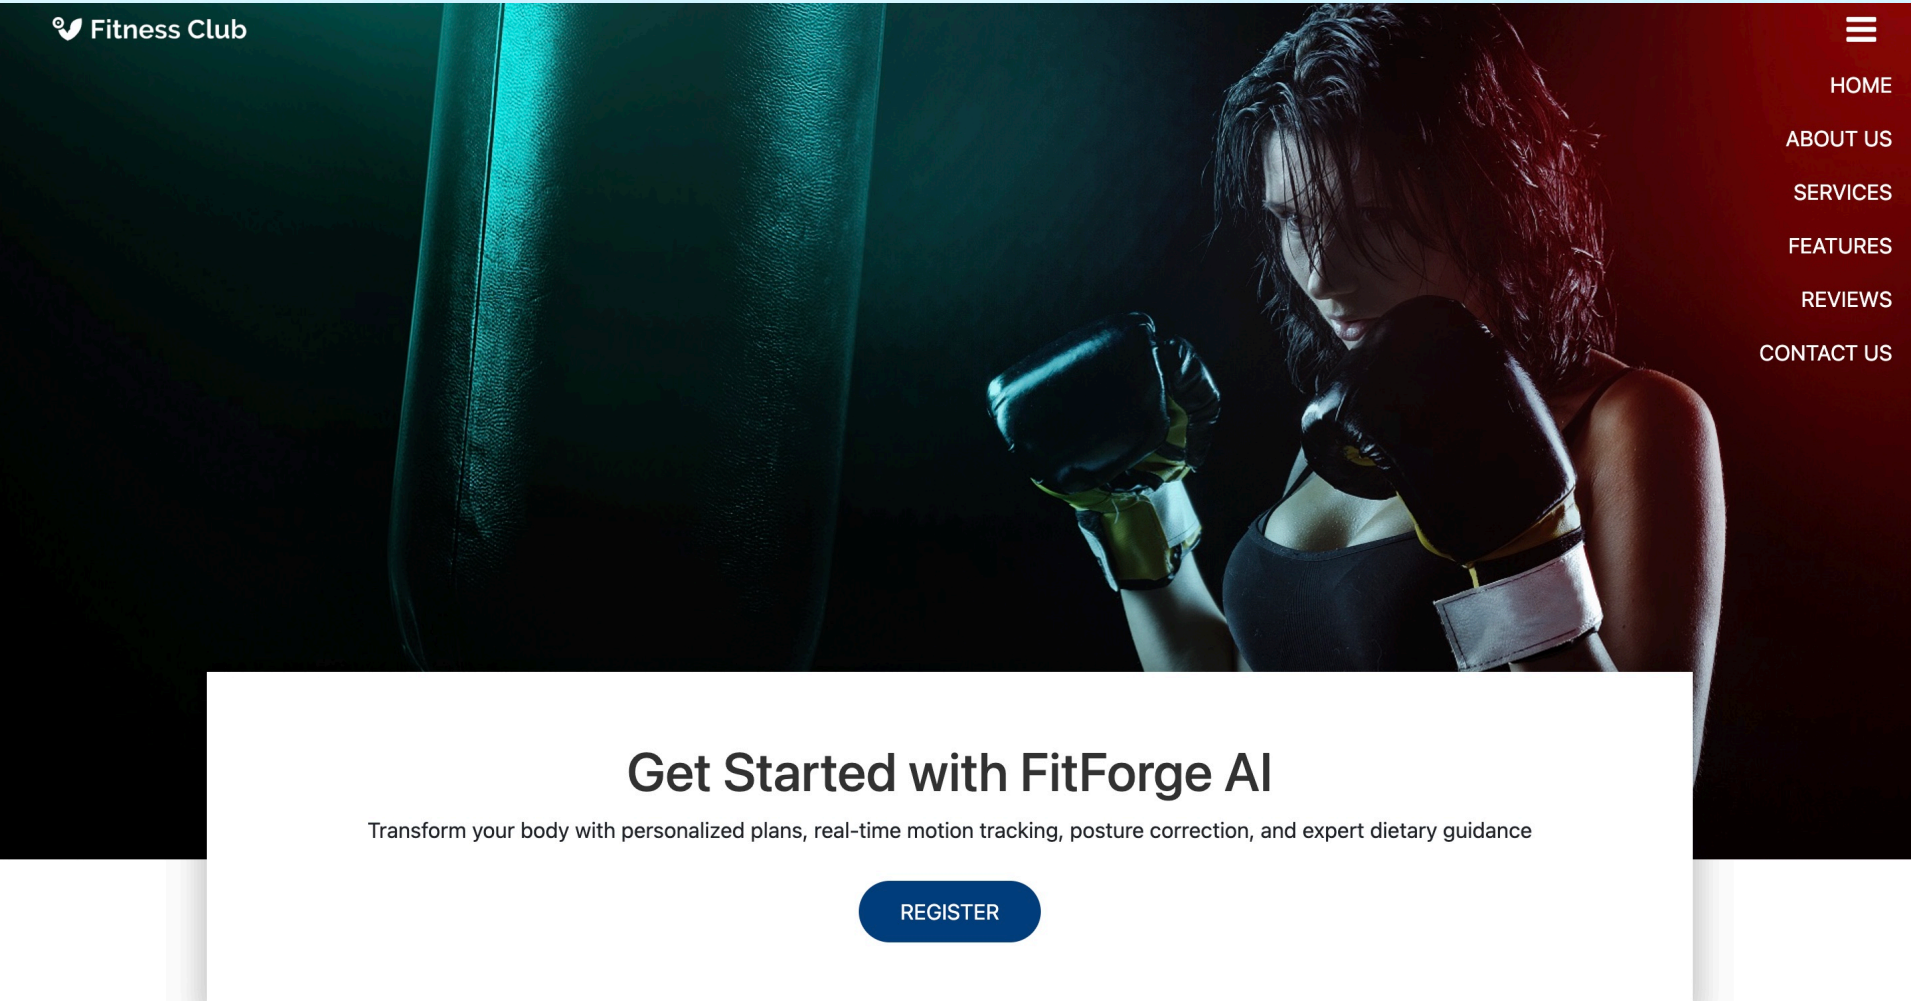 Fitness Club
HOME
ABOUT US
SERVICES
FEATURES
REVIEWS
CONTACT US
Get Started with FitForge AI
Transform your body with personalized plans, real-time motion tracking, posture correction, and expert dietary guidance
REGISTER